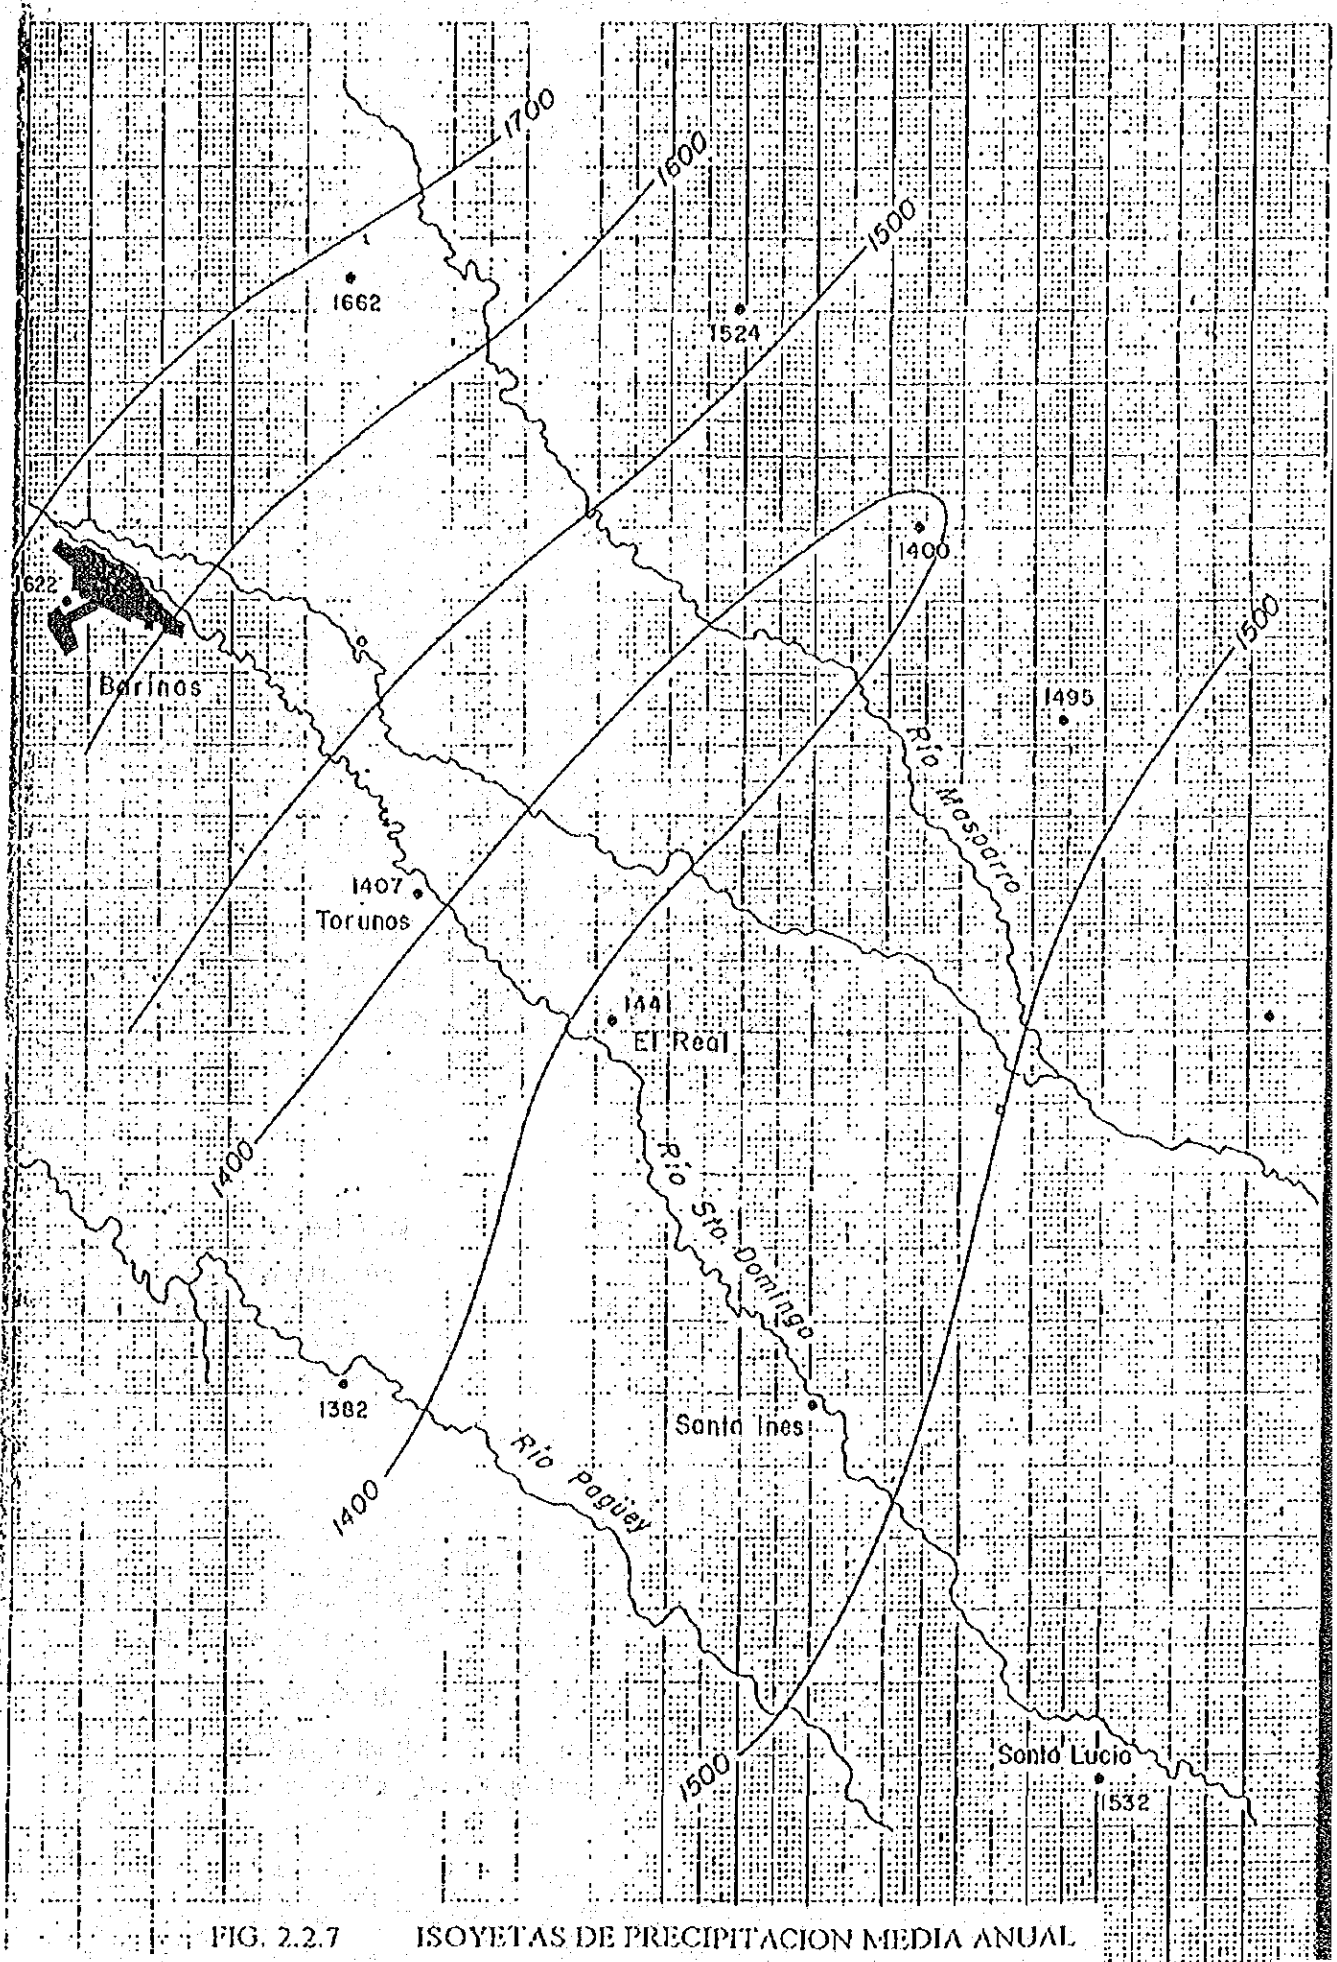 1700
1600
1500
1662
1524
1400
1622
1500
Barinas
1495
Río Masparro
1407
Torunos
144
El Real
1400
Río Sto. Domingo
1382
Santa Ines
Río Pagüey
1400
Santa Lucia
1500
1532
FIG. 2.2.7 ISOYETAS DE PRECIPITACION MEDIA ANUAL